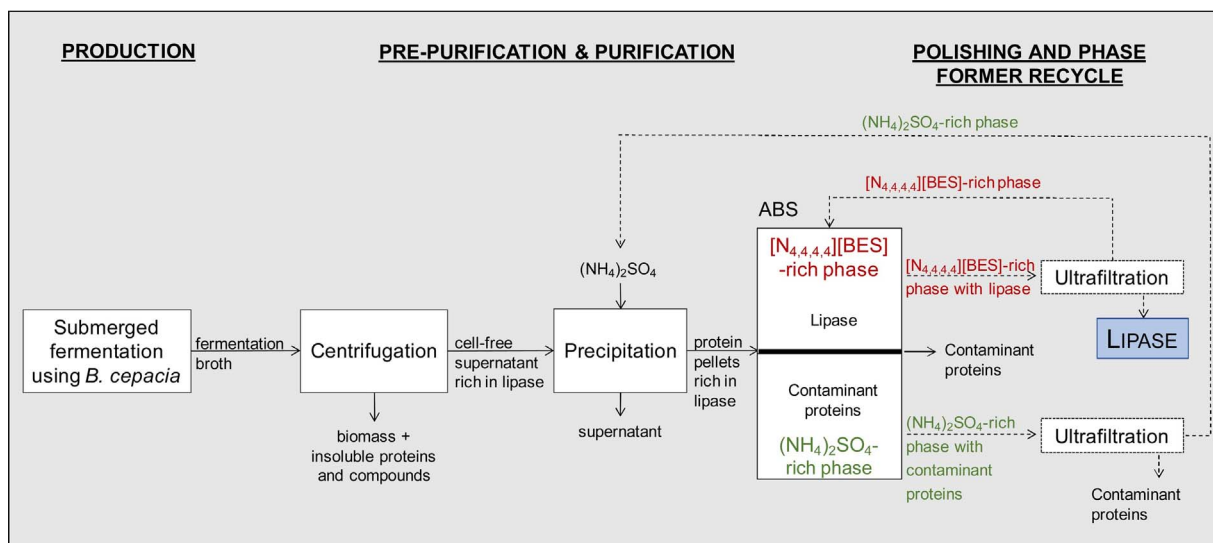 PRODUCTION
PRE-PURIFICATION & PURIFICATION
POLISHING AND PHASE
FORMER RECYCLE
(NH₄)₂SO₄-rich phase
[N₄,₄,₄,₄][BES]-rich phase
ABS
[N₄,₄,₄,₄][BES]
-rich phase
Lipase
Contaminant
proteins
(NH₄)₂SO₄-
rich phase
(NH₄)₂SO₄
Submerged
fermentation
using B. cepacia
fermentation
broth
Centrifugation
cell-free
supernatant
rich in lipase
Precipitation
protein
pellets
rich in
lipase
biomass +
insoluble proteins
and compounds
supernatant
[N₄,₄,₄,₄][BES]-rich
phase with lipase
Ultrafiltration
LIPASE
Contaminant
proteins
(NH₄)₂SO₄-rich
phase with
contaminant
proteins
Ultrafiltration
Contaminant
proteins